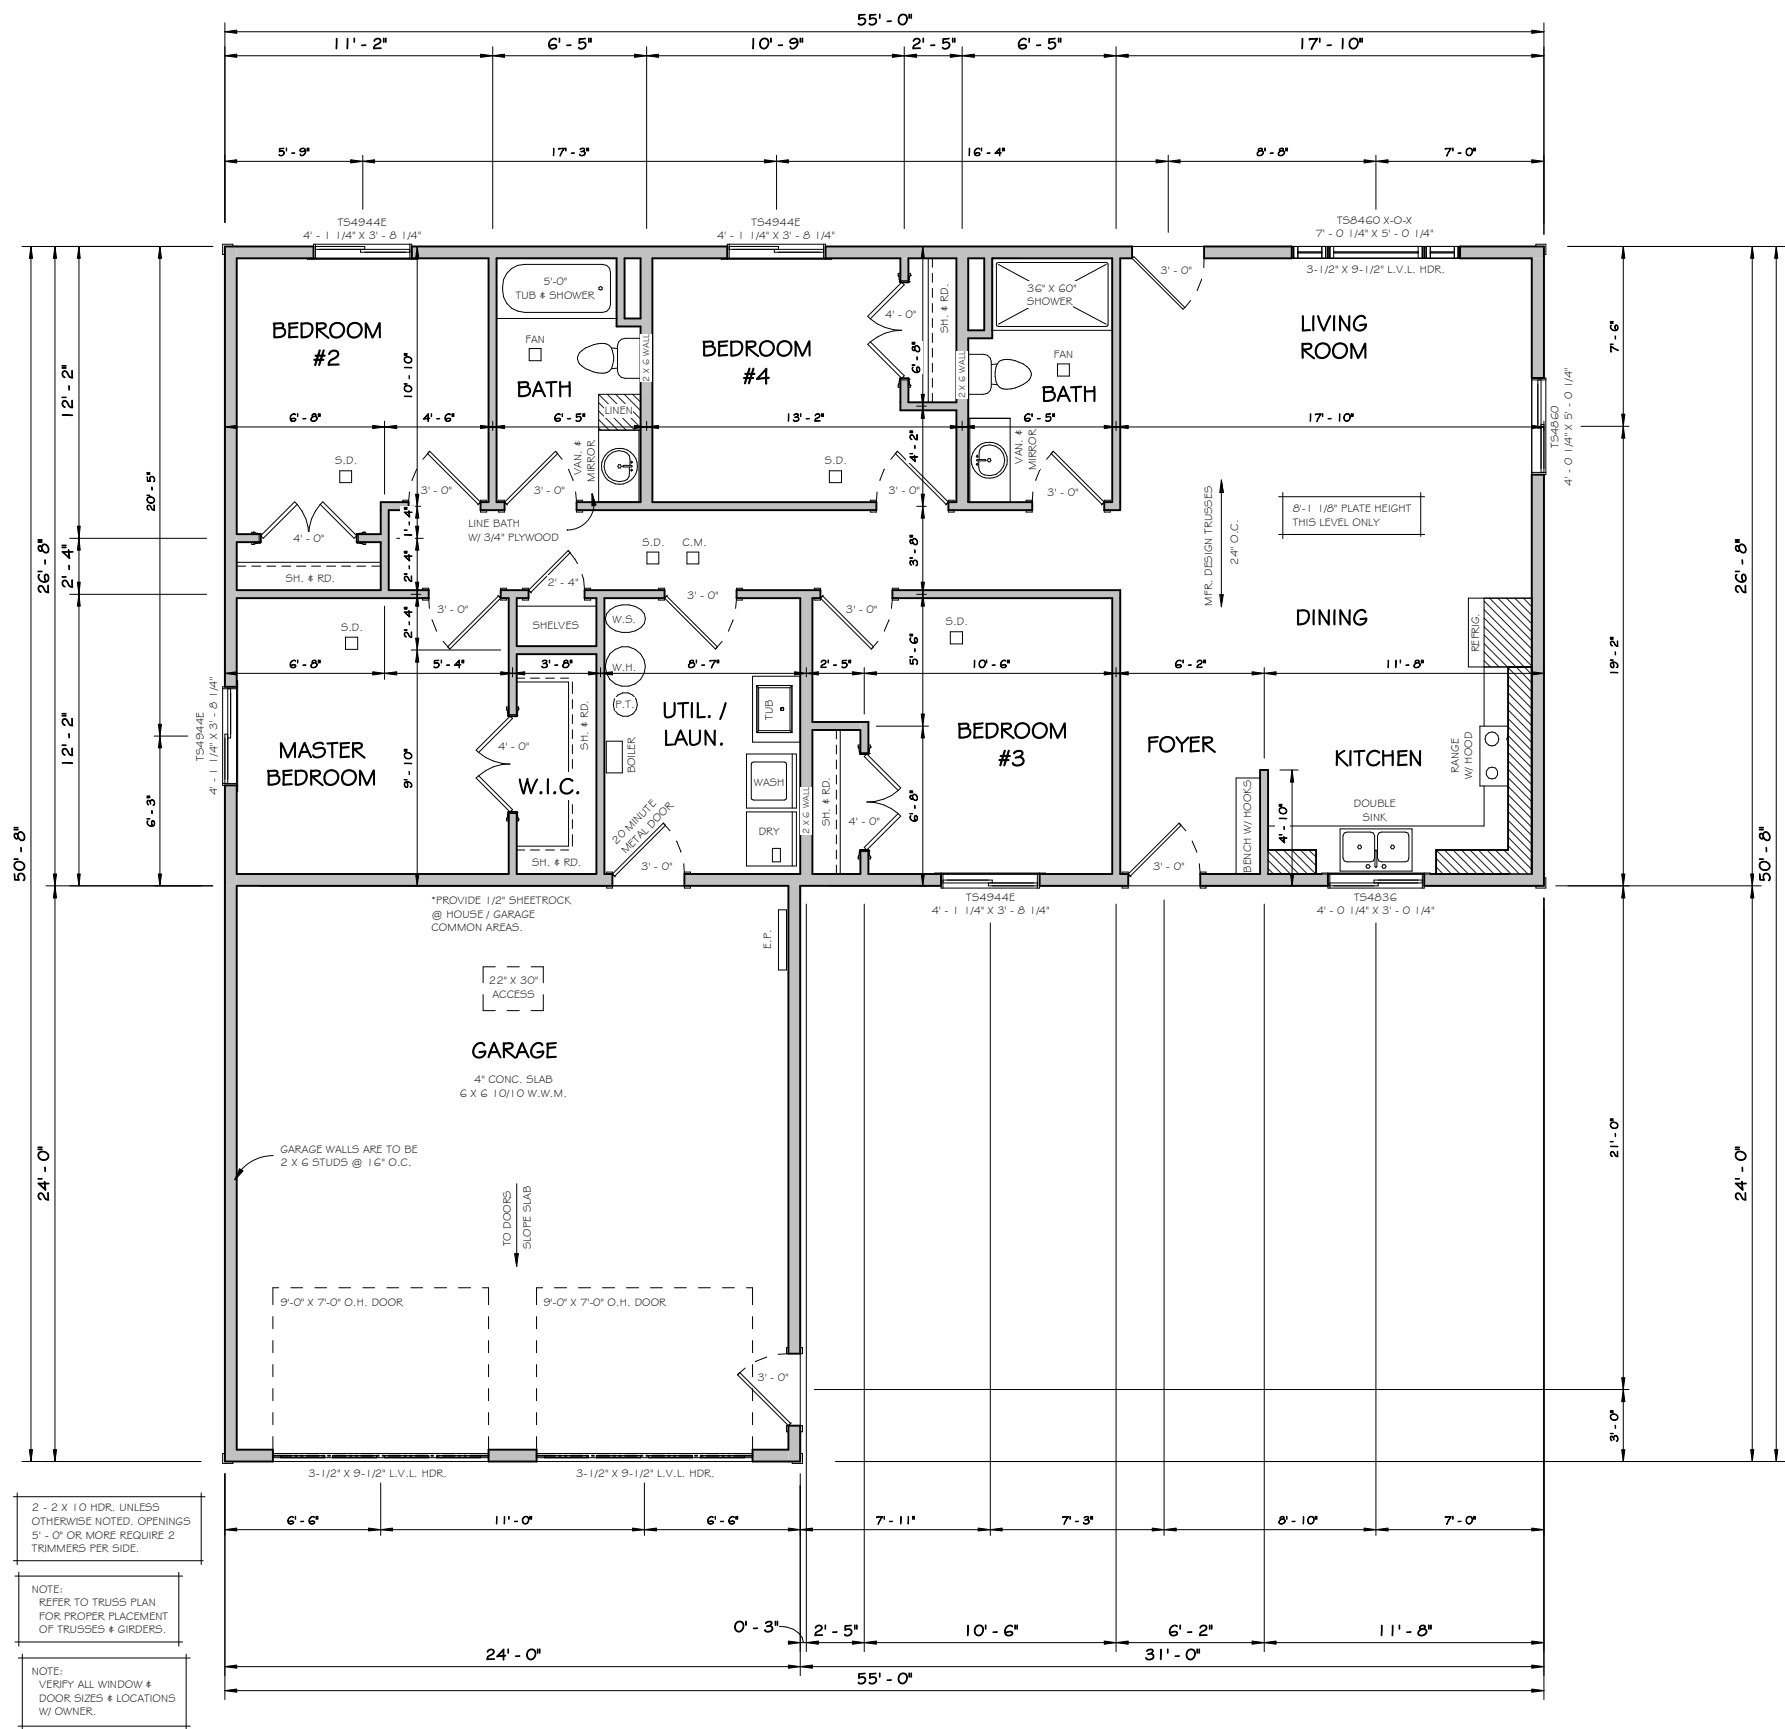 55' - 0"
11' - 2" 6' - 5" 10' - 9" 2' - 5" 6' - 5" 17' - 10"
5' - 9" 17' - 3" 16' - 4" 8' - 8" 7' - 0"
TS4944E
4' - 1 1/4" X 3' - 8 1/4"
TS4944E
4' - 1 1/4" X 3' - 8 1/4"
TS8460 X-O-X
7' - 0 1/4" X 5' - 0 1/4"
3-1/2" X 9-1/2" L.V.L. HDR.
50' - 8"
26' - 8"
24' - 0"
12' - 2"
2' - 4"
12' - 2"
20' - 5"
6' - 3"
BEDROOM
#2
10' - 10"
6' - 8" 4' - 6"
S.D.
3' - 0"
4' - 0"
SH. & RD.
1' - 4"
2' - 4"
5'-0"
TUB & SHOWER
FAN
BATH
2 X 6 WALL
LINEN
6' - 5"
VAN. &
MIRROR
3' - 0"
LINE BATH
W/ 3/4" PLYWOOD
BEDROOM
#4
4' - 0"
SH. & RD.
6' - 8"
13' - 2"
4' - 2"
S.D.
3' - 0"
2 X 6 WALL
36" X 60"
SHOWER
FAN
BATH
6' - 5"
VAN. &
MIRROR
3' - 0"
3' - 0"
LIVING
ROOM
17' - 10"
TS4860
4' - 0 1/4" X 5' - 0 1/4"
7' - 6"
19' - 2"
26' - 8"
50' - 8"
MFR. DESIGN TRUSSES
24" O.C.
8'-1 1/8" PLATE HEIGHT
THIS LEVEL ONLY
S.D. C.M.
3' - 8"
2' - 4"
3' - 0"
3' - 0"
3' - 0"
2' - 4"
SHELVES
S.D.
6' - 8" 5' - 4" 3' - 8" 8' - 7" 2' - 5" 10' - 6" 6' - 2" 11' - 8"
TS4944E
4' - 1 1/4" X 3' - 8 1/4"
MASTER
BEDROOM
9' - 10"
4' - 0"
W.I.C.
SH. & RD.
SH. & RD.
W.S.
W.H.
P.T.
BOILER
UTIL. /
LAUN.
TUB
WASH
DRY
20 MINUTE
METAL DOOR
3' - 0"
2 X 6 WALL
SH. & RD.
4' - 0"
6' - 8"
5' - 6"
S.D.
BEDROOM
#3
TS4944E
4' - 1 1/4" X 3' - 8 1/4"
FOYER
3' - 0"
BENCH W/ HOOKS
4' - 10"
DINING
REFRIG.
KITCHEN
RANGE
W/ HOOD
DOUBLE
SINK
TS4836
4' - 0 1/4" X 3' - 0 1/4"
*PROVIDE 1/2" SHEETROCK
@ HOUSE / GARAGE
COMMON AREAS.
E.P.
22" X 30"
ACCESS
GARAGE
4" CONC. SLAB
6 X 6 10/10 W.W.M.
GARAGE WALLS ARE TO BE
2 X 6 STUDS @ 16" O.C.
TO DOORS
SLOPE SLAB
9'-0" X 7'-0" O.H. DOOR
9'-0" X 7'-0" O.H. DOOR
3' - 0"
21' - 0"
3' - 0"
24' - 0"
3-1/2" X 9-1/2" L.V.L. HDR.
3-1/2" X 9-1/2" L.V.L. HDR.
6' - 6" 11' - 0" 6' - 6" 7' - 11" 7' - 3" 8' - 10" 7' - 0"
0' - 3" 2' - 5" 10' - 6" 6' - 2" 11' - 8"
24' - 0" 31' - 0"
55' - 0"
2 - 2 X 10 HDR. UNLESS
OTHERWISE NOTED. OPENINGS
5' - 0" OR MORE REQUIRE 2
TRIMMERS PER SIDE.
NOTE:
REFER TO TRUSS PLAN
FOR PROPER PLACEMENT
OF TRUSSES & GIRDERS.
NOTE:
VERIFY ALL WINDOW &
DOOR SIZES & LOCATIONS
W/ OWNER.